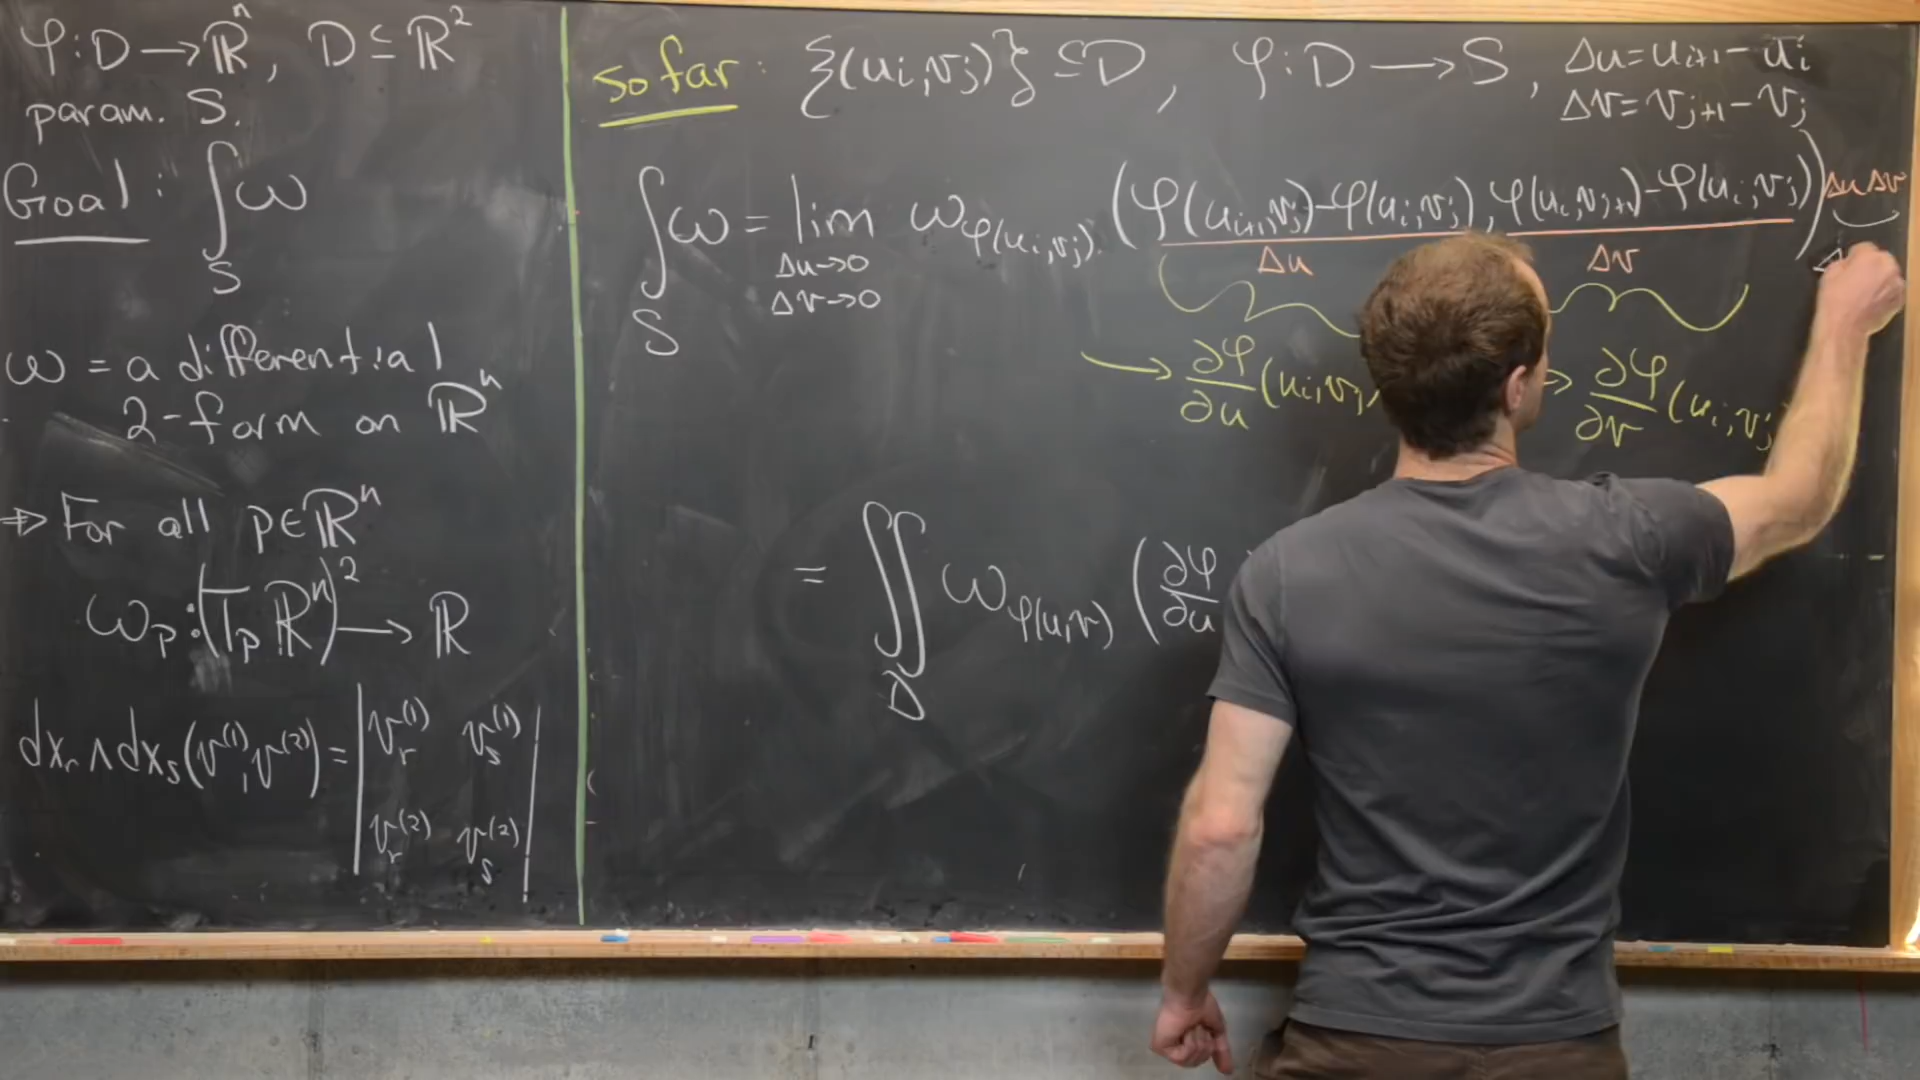 φ: D → ℝⁿ, D ⊆ ℝ²
param. S.
Goal: ∫_S ω
ω = a differential
2-form on ℝⁿ
⇒ For all p ∈ ℝⁿ
ω_p : (T_p ℝⁿ)² → ℝ
dx_r ∧ dx_s (v⁽¹⁾, v⁽²⁾) = | v_r⁽¹⁾ v_s⁽¹⁾
v_r⁽²⁾ v_s⁽²⁾ |
So far: {(u_i, v_j)} ⊆ D, φ: D → S, Δu = u_{i+1} − u_i
Δv = v_{j+1} − v_j
∫_S ω = lim_{Δu→0, Δv→0} ω_{φ(u_i, v_j)} ( φ(u_{i+1}, v_j) − φ(u_i, v_j) , φ(u_i, v_{j+1}) − φ(u_i, v_j) ) Δu Δv
Δu Δv
→ ∂φ/∂u (u_i, v_j → ∂φ/∂v (u_i, v_j
= ∬_D ω_{φ(u,v)} ( ∂φ/∂u